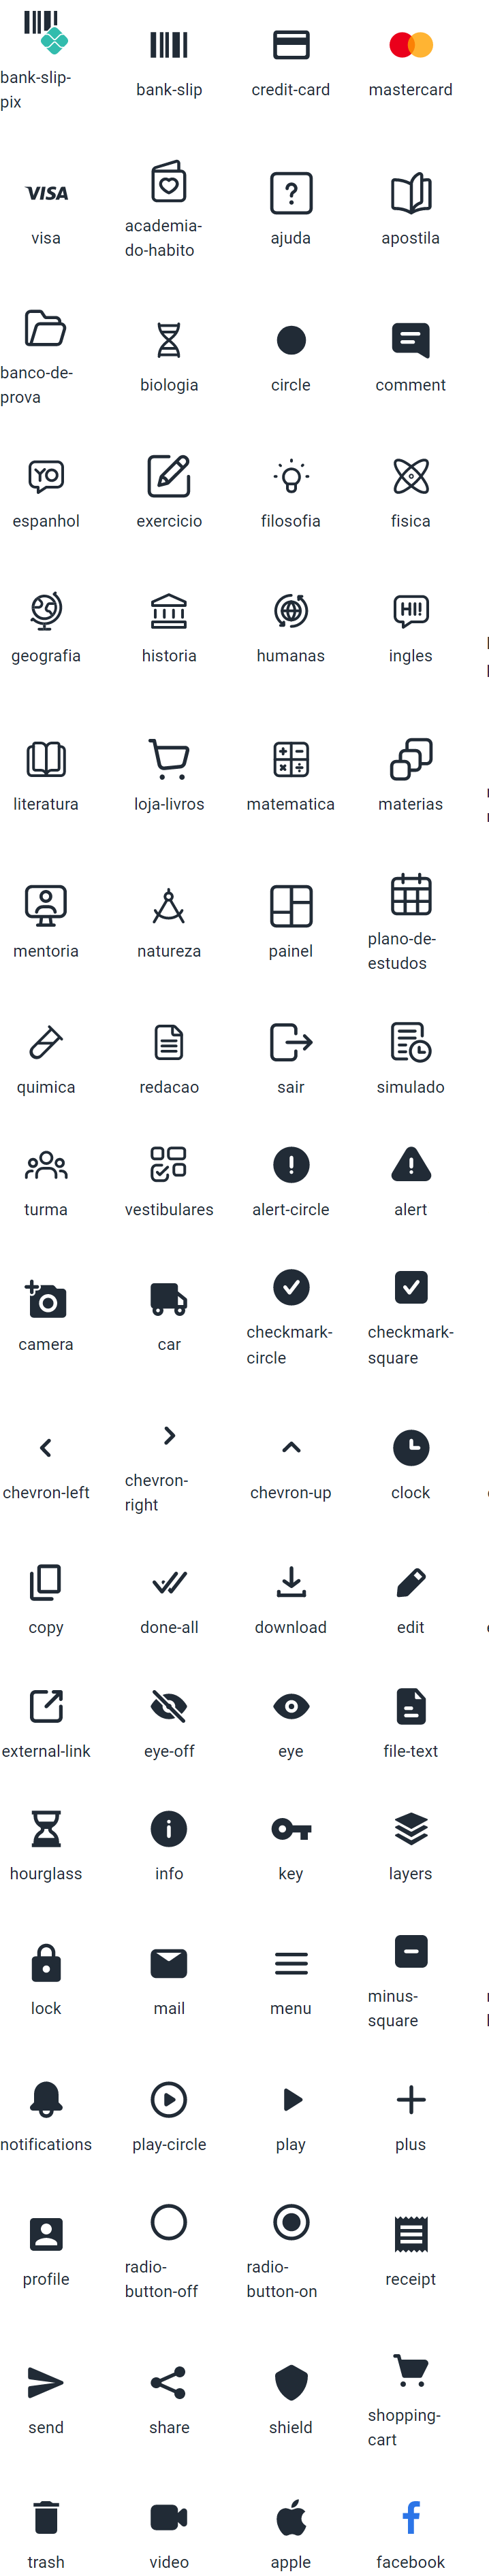 bank-slip-
pix
bank-slip
credit-card
mastercard
VISA
visa
academia-
do-habito
ajuda
apostila
banco-de-
prova
biologia
circle
comment
YO
espanhol
exercicio
filosofia
fisica
geografia
historia
humanas
HI!
ingles
literatura
loja-livros
matematica
materias
mentoria
natureza
painel
plano-de-
estudos
quimica
redacao
sair
simulado
turma
vestibulares
alert-circle
alert
camera
car
checkmark-
circle
checkmark-
square
chevron-left
chevron-
right
chevron-up
clock
copy
done-all
download
edit
external-link
eye-off
eye
file-text
hourglass
info
key
layers
lock
mail
menu
minus-
square
notifications
play-circle
play
plus
profile
radio-
button-off
radio-
button-on
receipt
send
share
shield
shopping-
cart
trash
video
apple
facebook